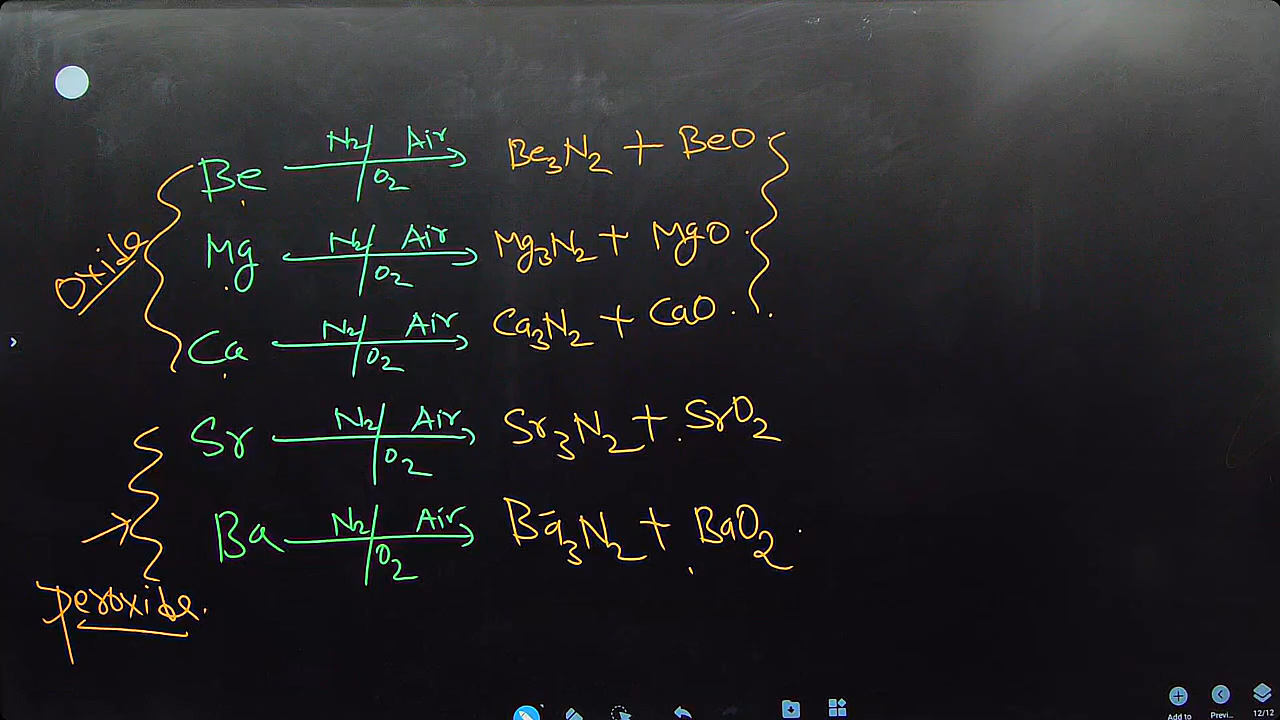 Be N2/O2 Air → Be3N2 + BeO
Mg N2/O2 Air → Mg3N2 + MgO
Oxide
Ca N2/O2 Air → Ca3N2 + CaO
Sr N2/O2 Air → Sr3N2 + SrO2
Ba N2/O2 Air → Ba3N2 + BaO2
peroxide.
Add to
Previ...
12/12